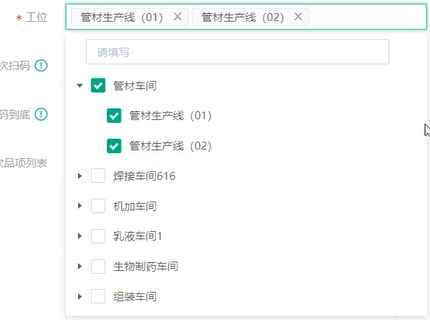 * 工位
管材生产线（01） × 管材生产线（02） ×
请填写
次扫码
管材车间
管材生产线（01）
码到底
管材生产线（02）
次品项列表
焊接车间616
机加车间
乳液车间1
生物制药车间
组装车间